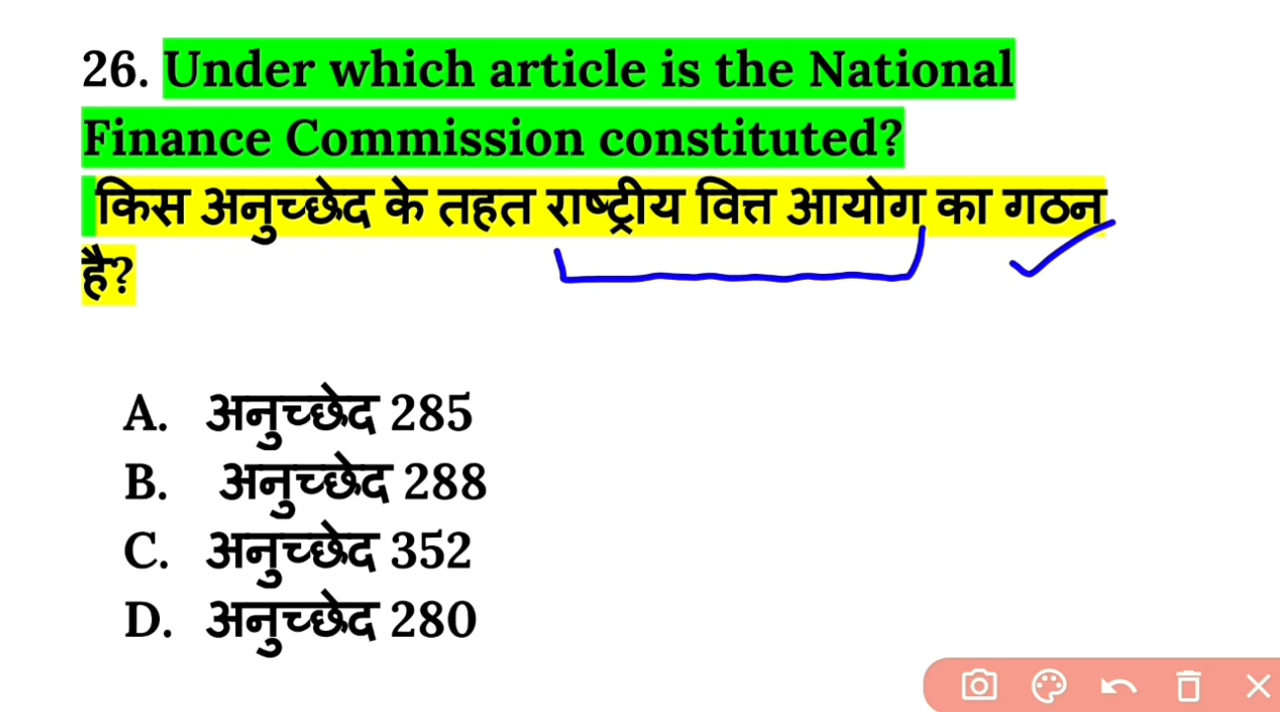 26. Under which article is the National
Finance Commission constituted?
किस अनुच्छेद के तहत राष्ट्रीय वित्त आयोग का गठन
है?
A. अनुच्छेद 285
B. अनुच्छेद 288
C. अनुच्छेद 352
D. अनुच्छेद 280